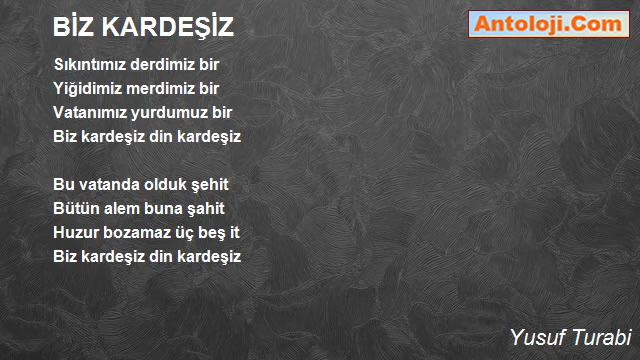 BİZ KARDEŞİZ
Antoloji.Com
Sıkıntımız derdimiz bir
Yiğidimiz merdimiz bir
Vatanımız yurdumuz bir
Biz kardeşiz din kardeşiz

Bu vatanda olduk şehit
Bütün alem buna şahit
Huzur bozamaz üç beş it
Biz kardeşiz din kardeşiz

Yusuf Turabi